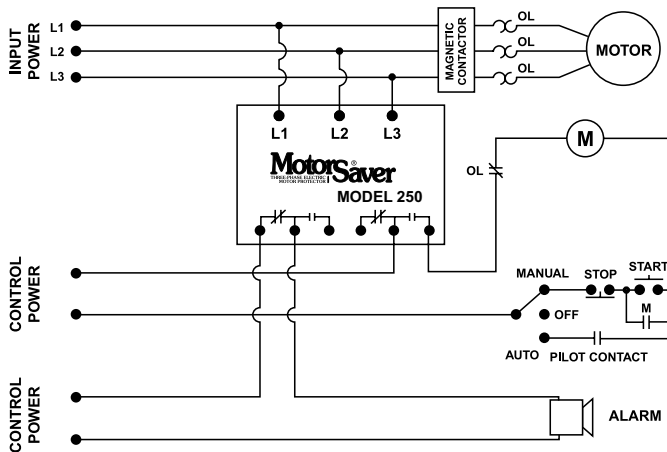 INPUT
POWER
L1
L2
L3
MAGNETIC
CONTACTOR
OL
OL
OL
MOTOR
L1
L2
L3
MotorSaver®
THREE-PHASE ELECTRIC
MOTOR PROTECTOR
MODEL 250
OL
M
CONTROL
POWER
MANUAL
STOP
START
OFF
M
AUTO
PILOT CONTACT
CONTROL
POWER
ALARM